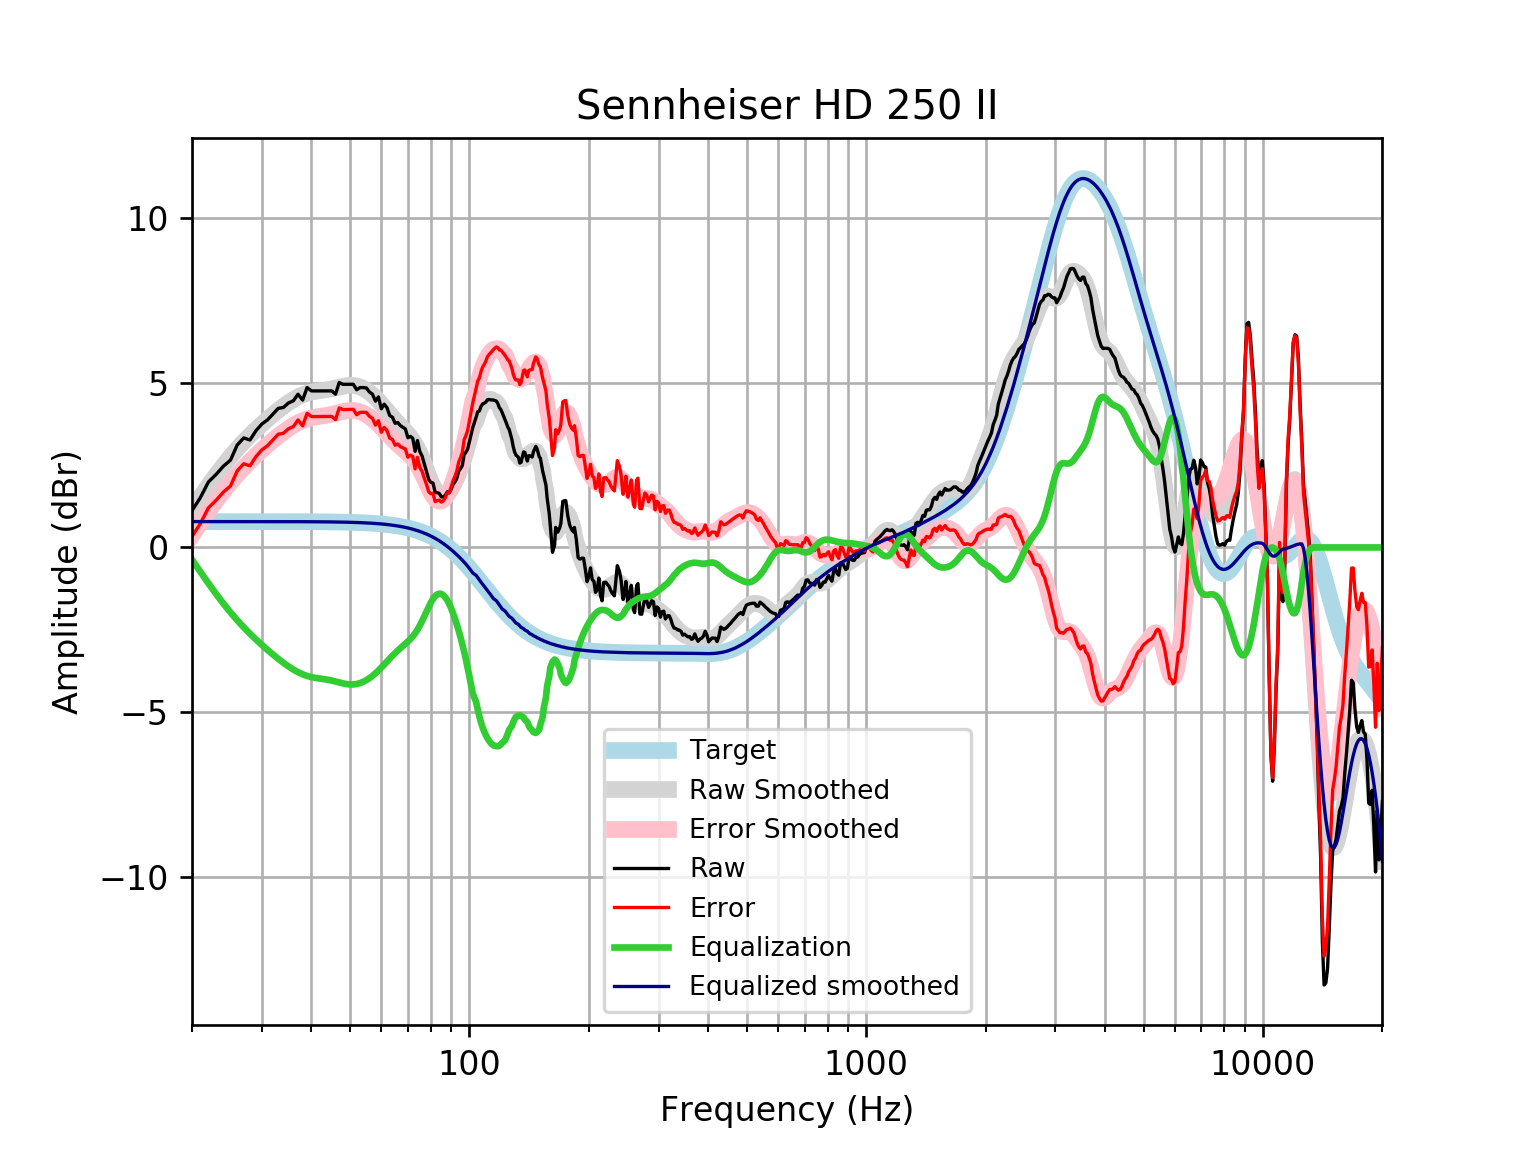 Sennheiser HD 250 II
Amplitude (dBr)
10
5
0
−5
−10
Target
Raw Smoothed
Error Smoothed
Raw
Error
Equalization
Equalized smoothed
100
1000
10000
Frequency (Hz)